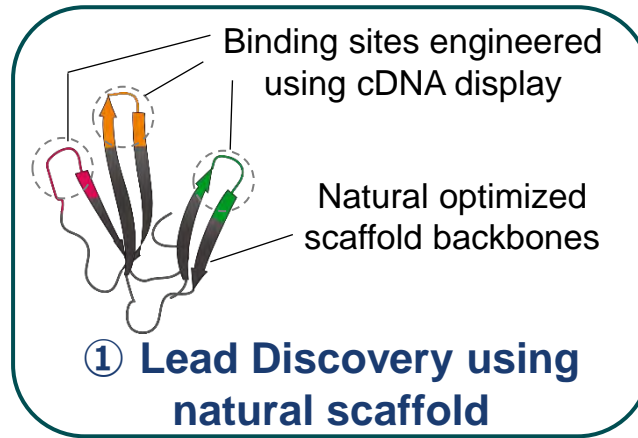 Binding sites engineered
using cDNA display
Natural optimized
scaffold backbones
① Lead Discovery using
natural scaffold